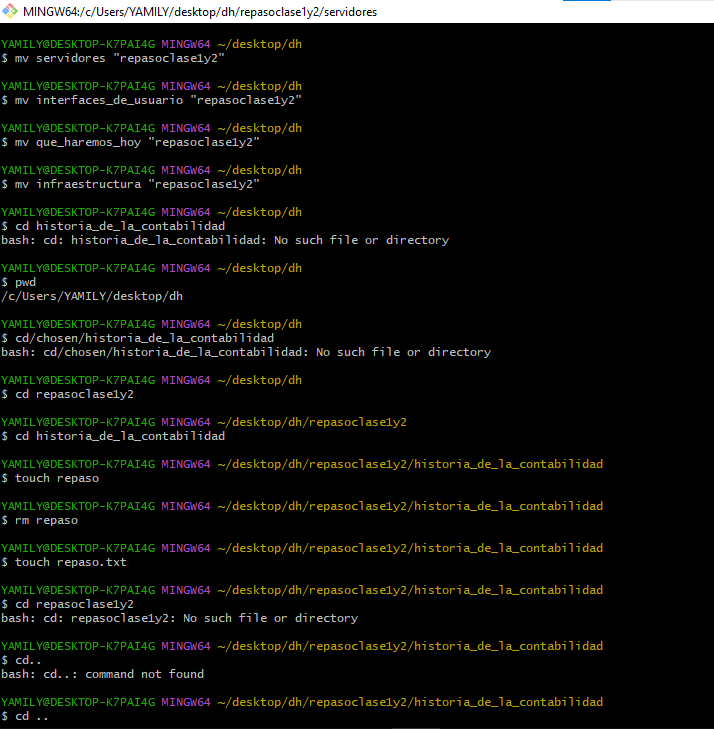 MINGW64:/c/Users/YAMILY/desktop/dh/repasoclase1y2/servidores
YAMILY@DESKTOP-K7PAI4G MINGW64 ~/desktop/dh
$ mv servidores "repasoclase1y2"
YAMILY@DESKTOP-K7PAI4G MINGW64 ~/desktop/dh
$ mv interfaces_de_usuario "repasoclase1y2"
YAMILY@DESKTOP-K7PAI4G MINGW64 ~/desktop/dh
$ mv que_haremos_hoy "repasoclase1y2"
YAMILY@DESKTOP-K7PAI4G MINGW64 ~/desktop/dh
$ mv infraestructura "repasoclase1y2"
YAMILY@DESKTOP-K7PAI4G MINGW64 ~/desktop/dh
$ cd historia_de_la_contabilidad
bash: cd: historia_de_la_contabilidad: No such file or directory
YAMILY@DESKTOP-K7PAI4G MINGW64 ~/desktop/dh
$ pwd
/c/Users/YAMILY/desktop/dh
YAMILY@DESKTOP-K7PAI4G MINGW64 ~/desktop/dh
$ cd/chosen/historia_de_la_contabilidad
bash: cd/chosen/historia_de_la_contabilidad: No such file or directory
YAMILY@DESKTOP-K7PAI4G MINGW64 ~/desktop/dh
$ cd repasoclase1y2
YAMILY@DESKTOP-K7PAI4G MINGW64 ~/desktop/dh/repasoclase1y2
$ cd historia_de_la_contabilidad
YAMILY@DESKTOP-K7PAI4G MINGW64 ~/desktop/dh/repasoclase1y2/historia_de_la_contabilidad
$ touch repaso
YAMILY@DESKTOP-K7PAI4G MINGW64 ~/desktop/dh/repasoclase1y2/historia_de_la_contabilidad
$ rm repaso
YAMILY@DESKTOP-K7PAI4G MINGW64 ~/desktop/dh/repasoclase1y2/historia_de_la_contabilidad
$ touch repaso.txt
YAMILY@DESKTOP-K7PAI4G MINGW64 ~/desktop/dh/repasoclase1y2/historia_de_la_contabilidad
$ cd repasoclase1y2
bash: cd: repasoclase1y2: No such file or directory
YAMILY@DESKTOP-K7PAI4G MINGW64 ~/desktop/dh/repasoclase1y2/historia_de_la_contabilidad
$ cd..
bash: cd..: command not found
YAMILY@DESKTOP-K7PAI4G MINGW64 ~/desktop/dh/repasoclase1y2/historia_de_la_contabilidad
$ cd ..